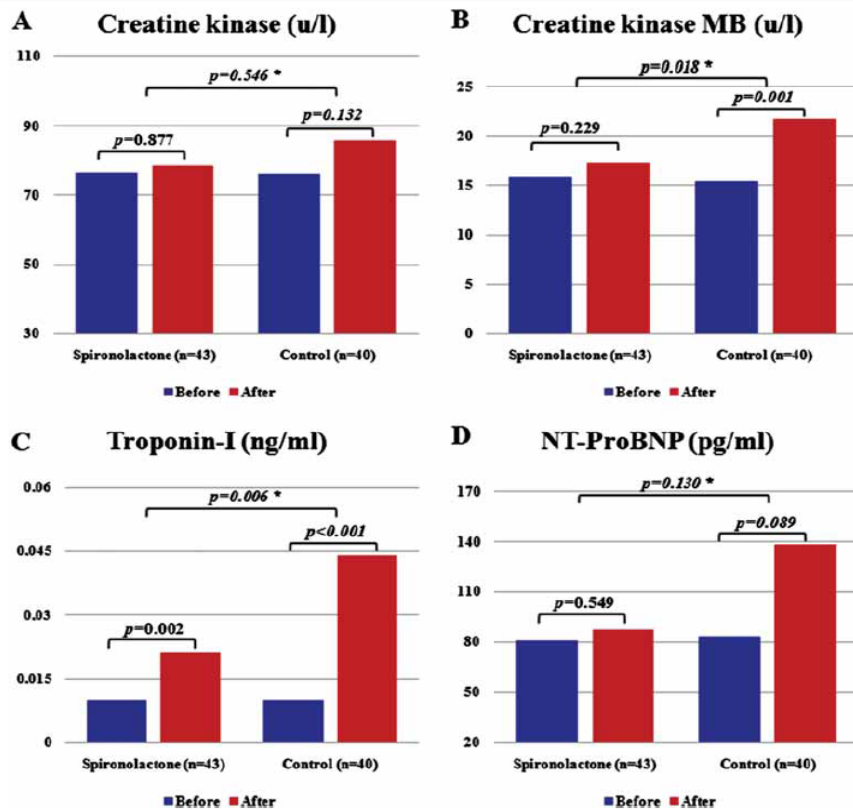 A
Creatine kinase (u/l)
110
90
70
50
30
p=0.546 *
p=0.877
p=0.132
Spironolactone (n=43)
Control (n=40)
Before
After
B
Creatine kinase MB (u/l)
25
20
15
10
5
0
p=0.018 *
p=0.229
p=0.001
Spironolactone (n=43)
Control (n=40)
Before
After
C
Troponin-I (ng/ml)
0.06
0.045
0.03
0.015
0
p=0.006 *
p=0.002
p<0.001
Spironolactone (n=43)
Control (n=40)
Before
After
D
NT-ProBNP (pg/ml)
170
140
110
80
50
20
p=0.130 *
p=0.549
p=0.089
Spironolactone (n=43)
Control (n=40)
Before
After